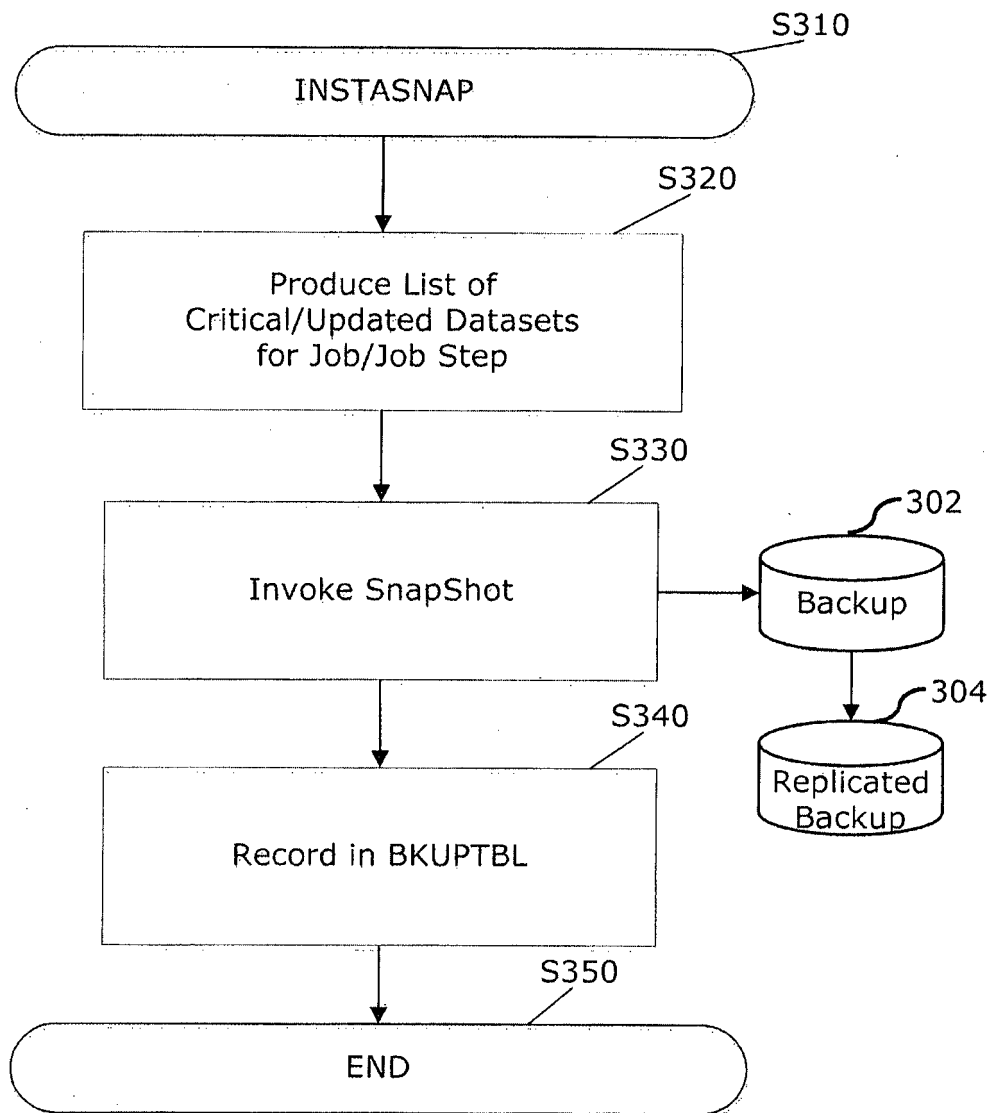 S310
INSTASNAP
S320
Produce List of
Critical/Updated Datasets
for Job/Job Step
S330
Invoke SnapShot
302
Backup
304
Replicated
Backup
S340
Record in BKUPTBL
S350
END